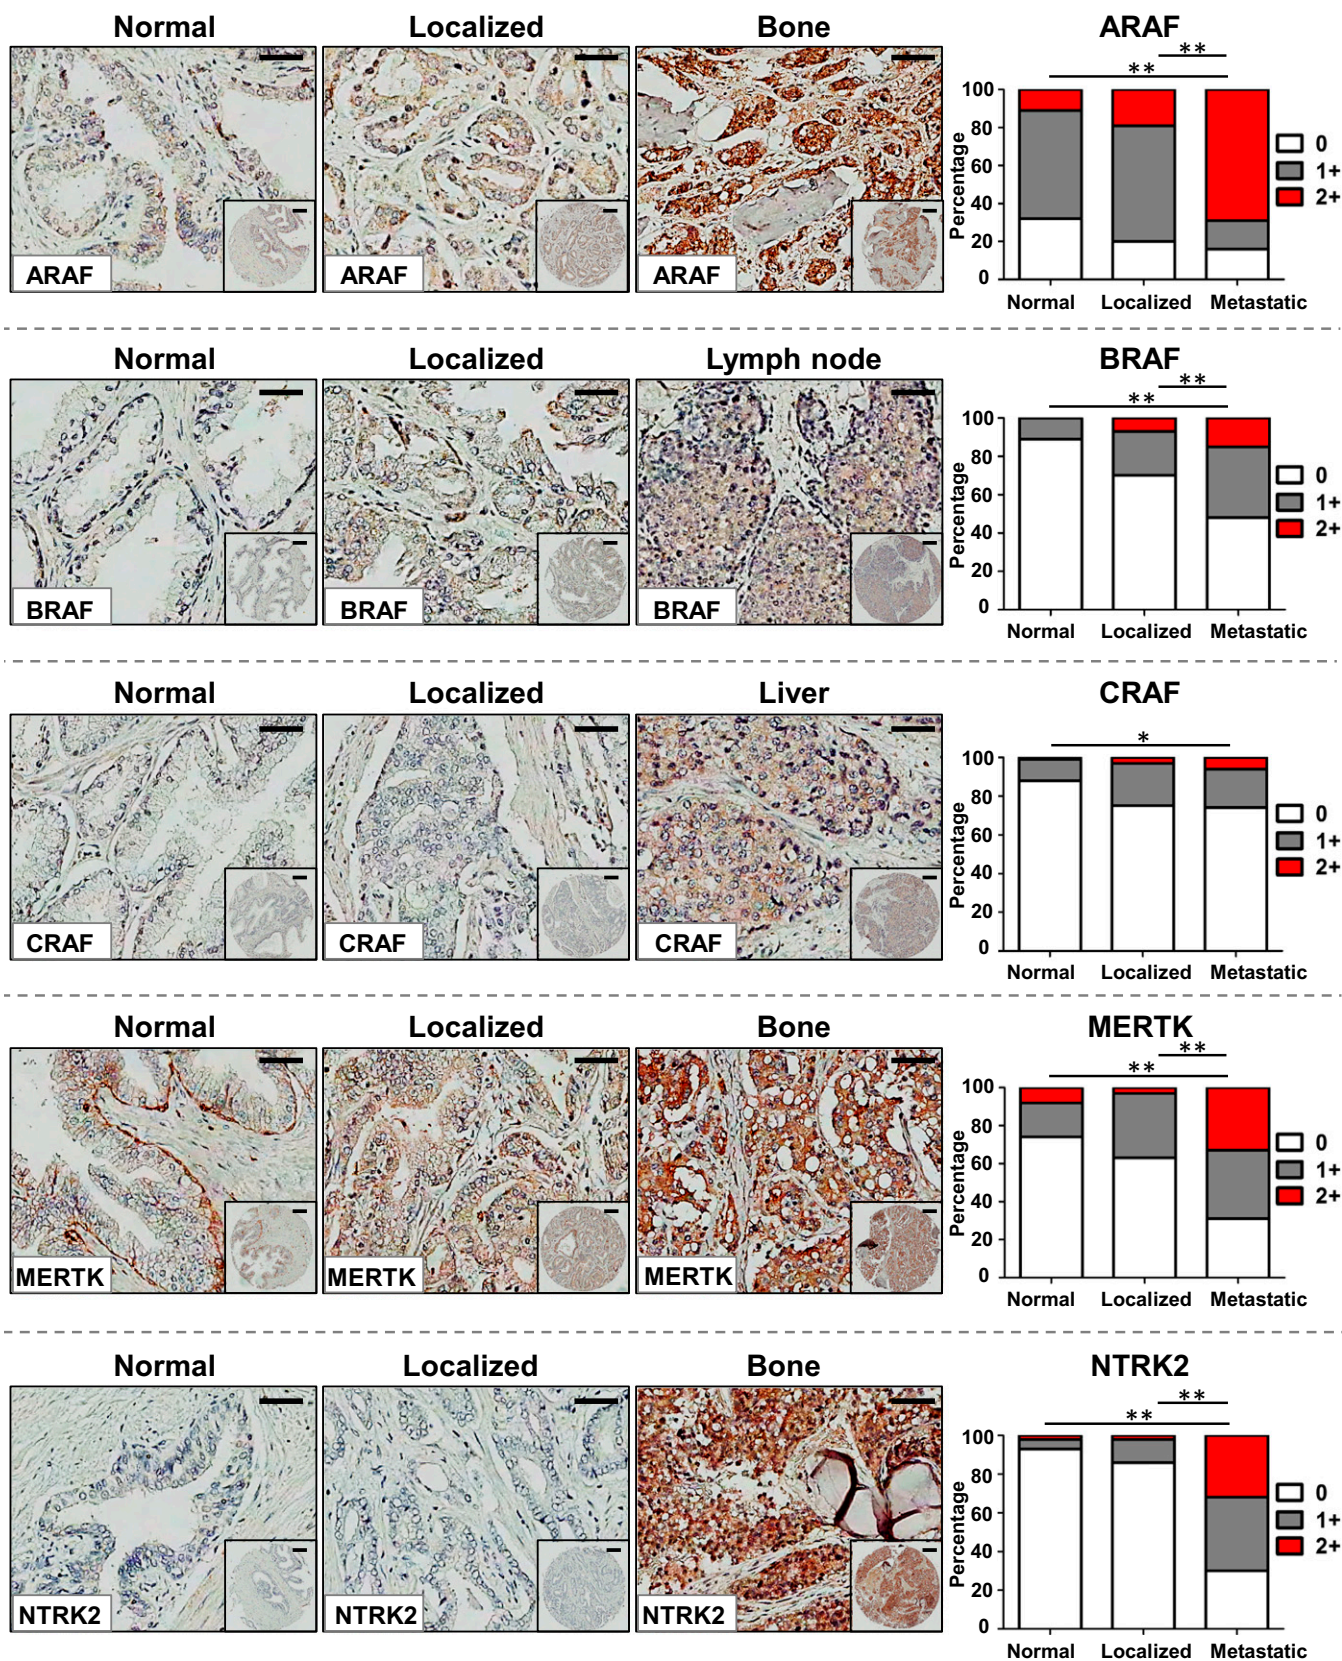 Normal Localized Bone ARAF
** 
**
100
80
60
40
20
0
Percentage
0
1+
2+
ARAF ARAF ARAF
Normal Localized Metastatic
Normal Localized Lymph node BRAF
**
**
100
80
60
40
20
0
Percentage
0
1+
2+
BRAF BRAF BRAF
Normal Localized Metastatic
Normal Localized Liver CRAF
*
100
80
60
40
20
0
Percentage
0
1+
2+
CRAF CRAF CRAF
Normal Localized Metastatic
Normal Localized Bone MERTK
**
**
100
80
60
40
20
0
Percentage
0
1+
2+
MERTK MERTK MERTK
Normal Localized Metastatic
Normal Localized Bone NTRK2
**
**
100
80
60
40
20
0
Percentage
0
1+
2+
NTRK2 NTRK2 NTRK2
Normal Localized Metastatic